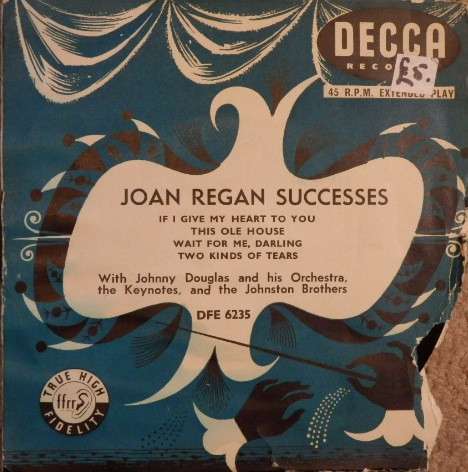 DECCA
RECO
£5.
45 R.P.M. EXTENDED PLAY
JOAN REGAN SUCCESSES
IF I GIVE MY HEART TO YOU
THIS OLE HOUSE
WAIT FOR ME, DARLING
TWO KINDS OF TEARS
With Johnny Douglas and his Orchestra,
the Keynotes, and the Johnston Brothers
DFE 6235
TRUE HIGH
ffrr
FIDELITY